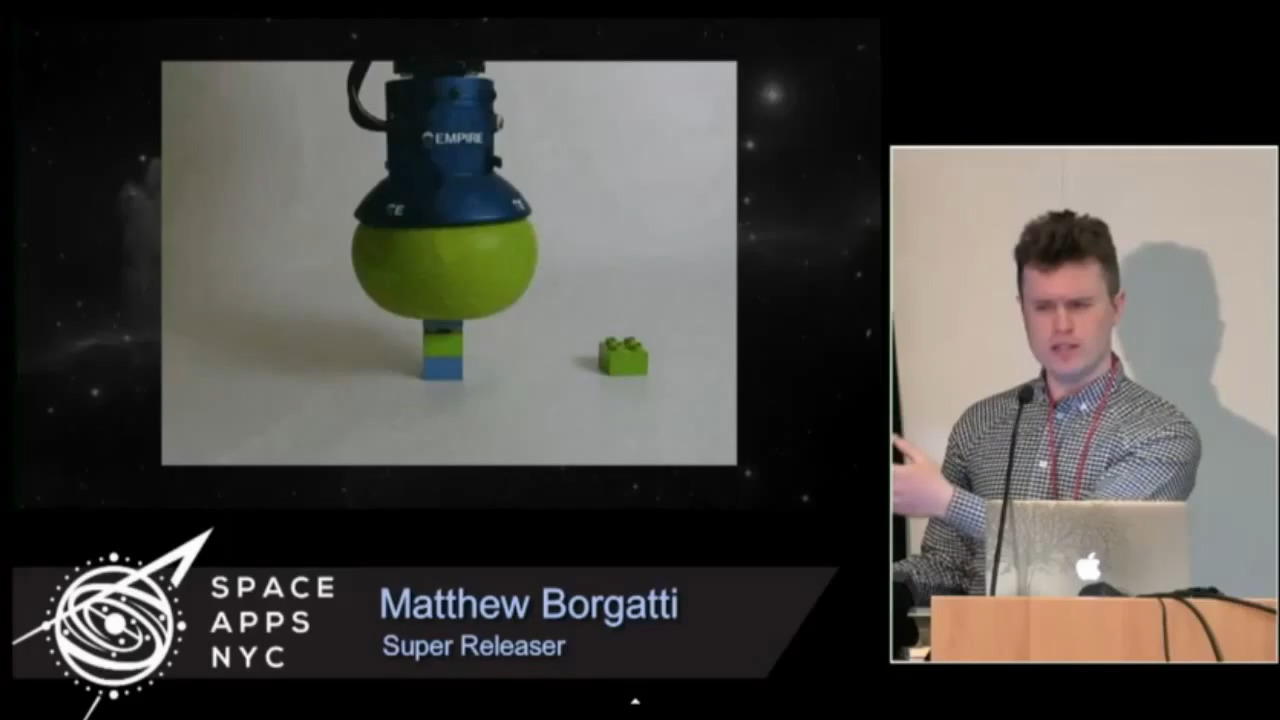 EMPIRE
SPACE
APPS
NYC
Matthew Borgatti
Super Releaser